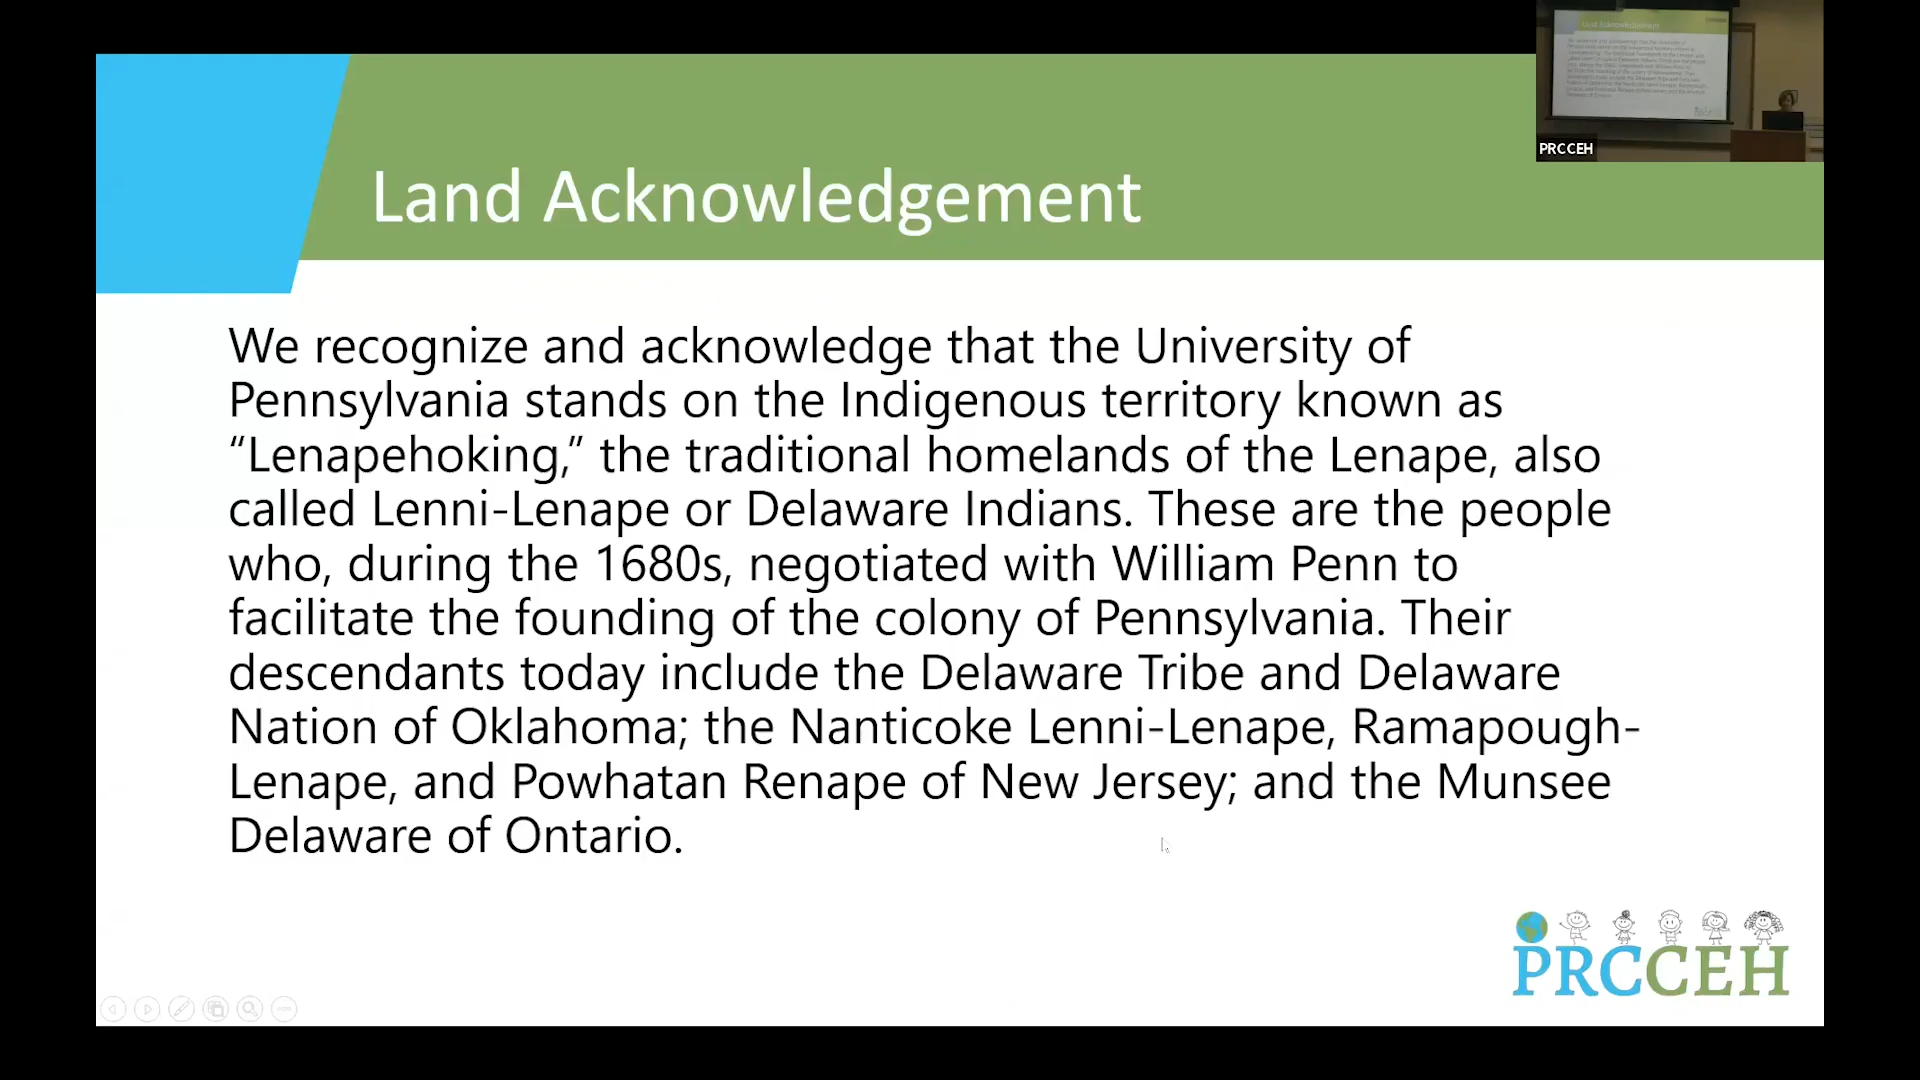 Land Acknowledgement
PRCCEH
We recognize and acknowledge that the University of
Pennsylvania stands on the Indigenous territory known as
“Lenapehoking,” the traditional homelands of the Lenape, also
called Lenni-Lenape or Delaware Indians. These are the people
who, during the 1680s, negotiated with William Penn to
facilitate the founding of the colony of Pennsylvania. Their
descendants today include the Delaware Tribe and Delaware
Nation of Oklahoma; the Nanticoke Lenni-Lenape, Ramapough-
Lenape, and Powhatan Renape of New Jersey; and the Munsee
Delaware of Ontario.
PRCCEH